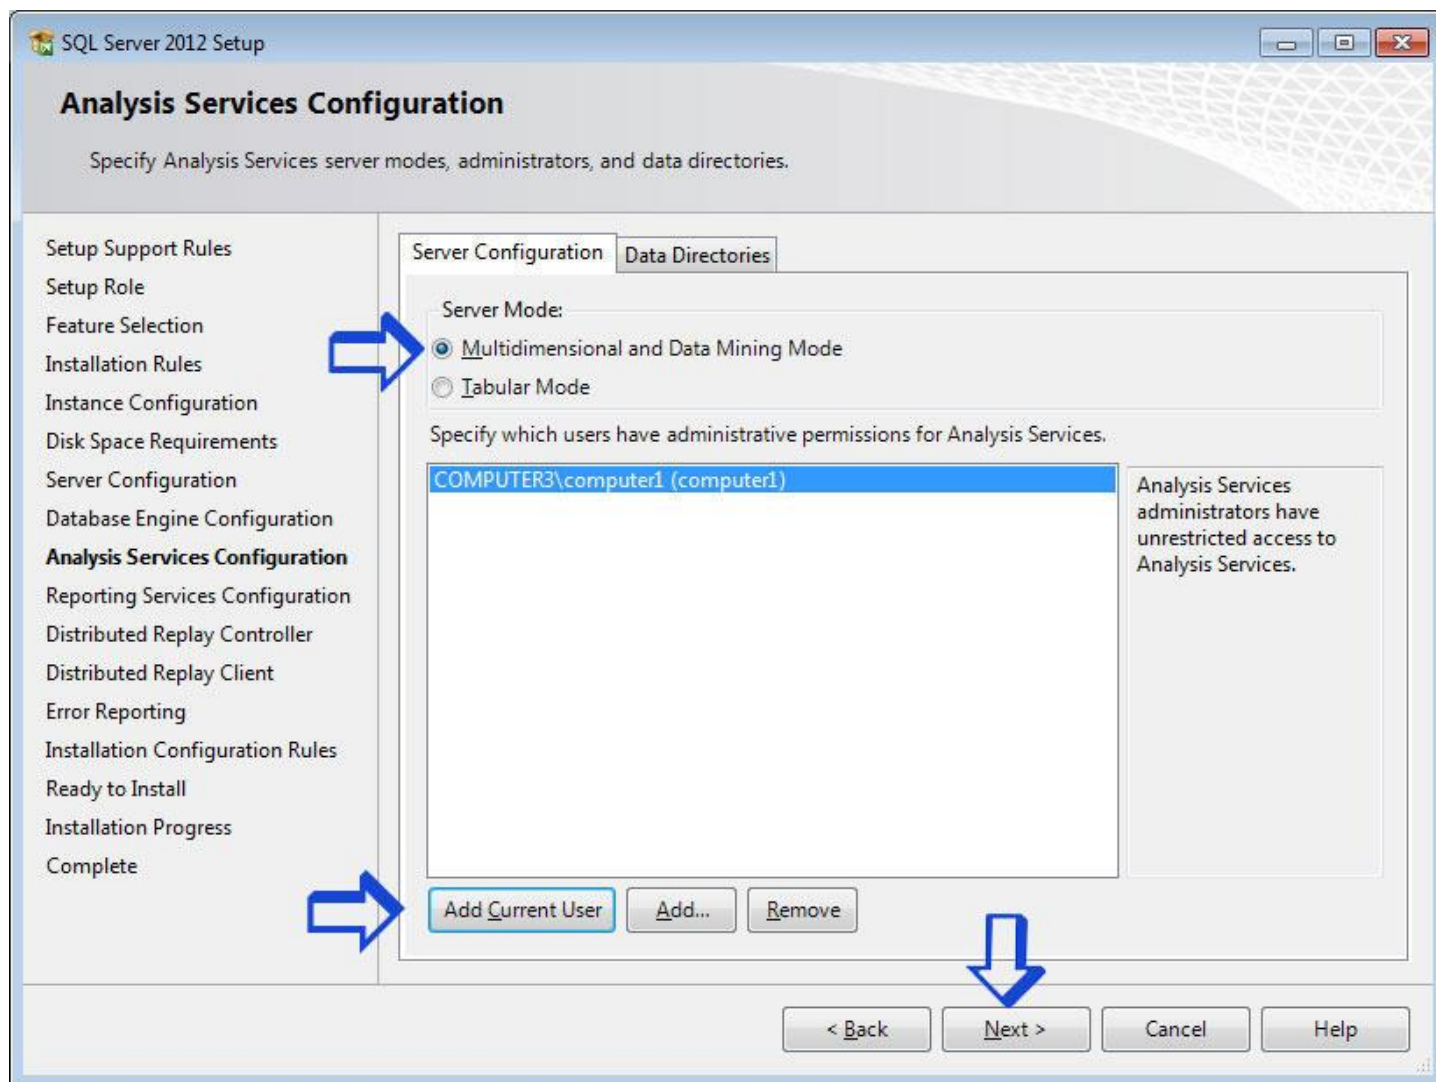 SQL Server 2012 Setup
Analysis Services Configuration
Specify Analysis Services server modes, administrators, and data directories.
Setup Support Rules
Setup Role
Feature Selection
Installation Rules
Instance Configuration
Disk Space Requirements
Server Configuration
Database Engine Configuration
Analysis Services Configuration
Reporting Services Configuration
Distributed Replay Controller
Distributed Replay Client
Error Reporting
Installation Configuration Rules
Ready to Install
Installation Progress
Complete
Server Configuration
Data Directories
Server Mode:
Multidimensional and Data Mining Mode
Tabular Mode
Specify which users have administrative permissions for Analysis Services.
COMPUTER3\computer1 (computer1)
Analysis Services
administrators have
unrestricted access to
Analysis Services.
Add Current User
Add...
Remove
< Back
Next >
Cancel
Help